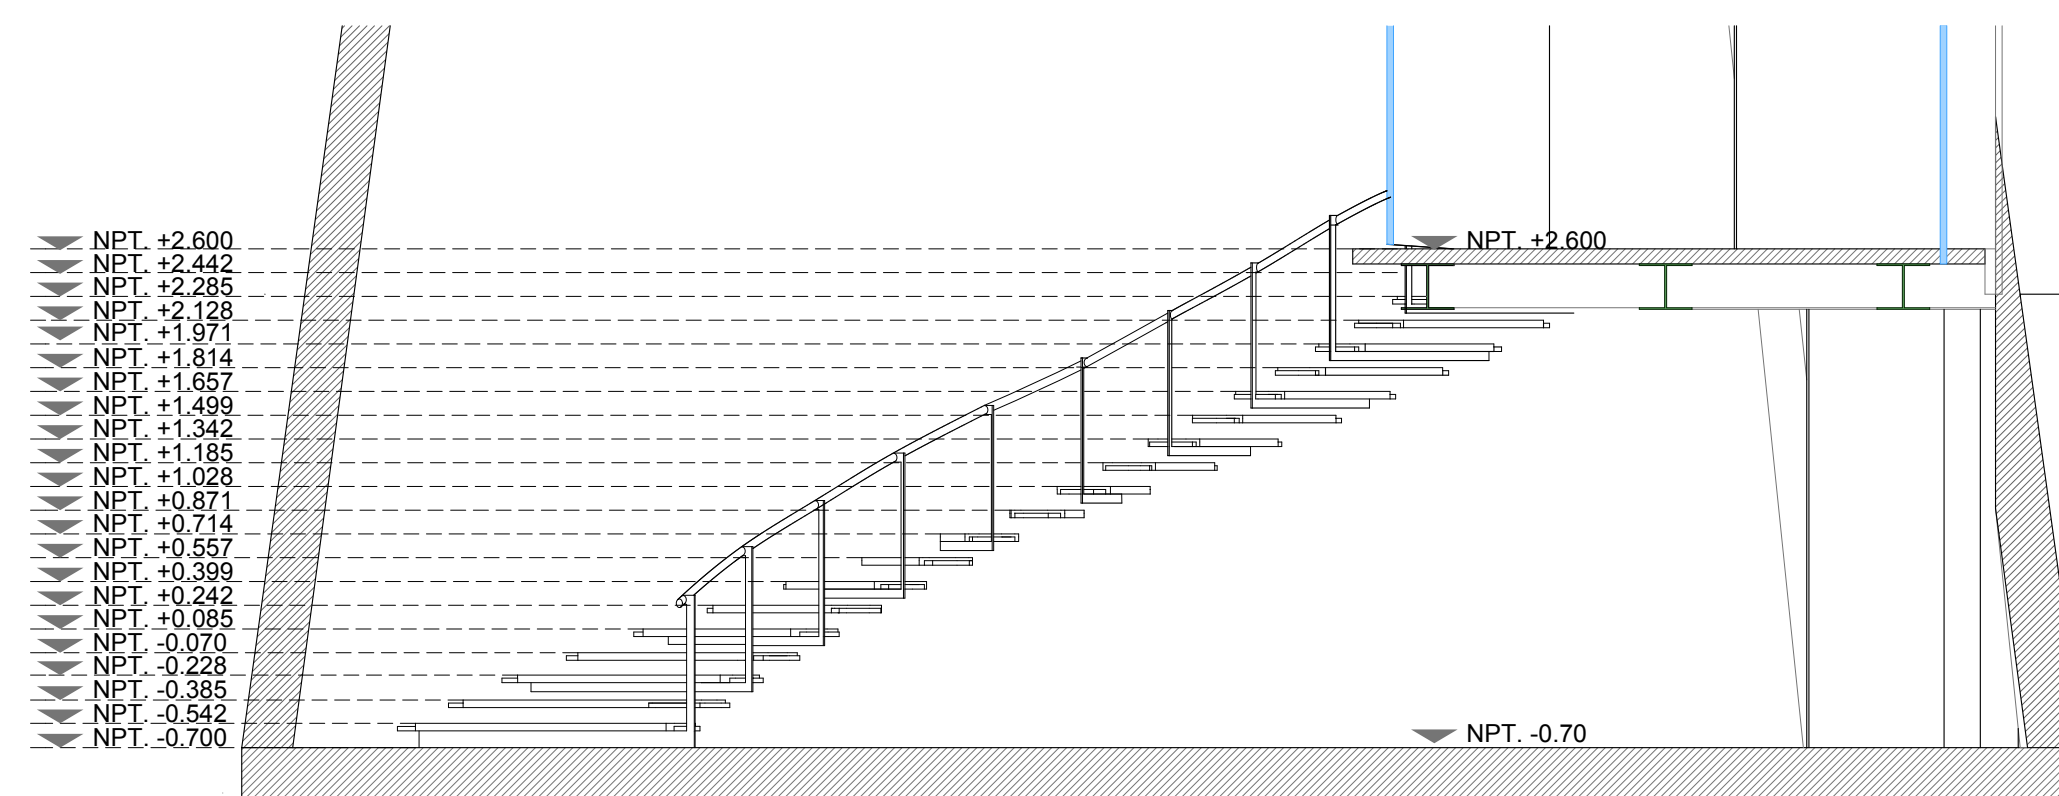 NPT. +2.600
NPT. +2.442
NPT. +2.285
NPT. +2.128
NPT. +1.971
NPT. +1.814
NPT. +1.657
NPT. +1.499
NPT. +1.342
NPT. +1.185
NPT. +1.028
NPT. +0.871
NPT. +0.714
NPT. +0.557
NPT. +0.399
NPT. +0.242
NPT. +0.085
NPT. -0.070
NPT. -0.228
NPT. -0.385
NPT. -0.542
NPT. -0.700
NPT. +2.600
NPT. -0.70